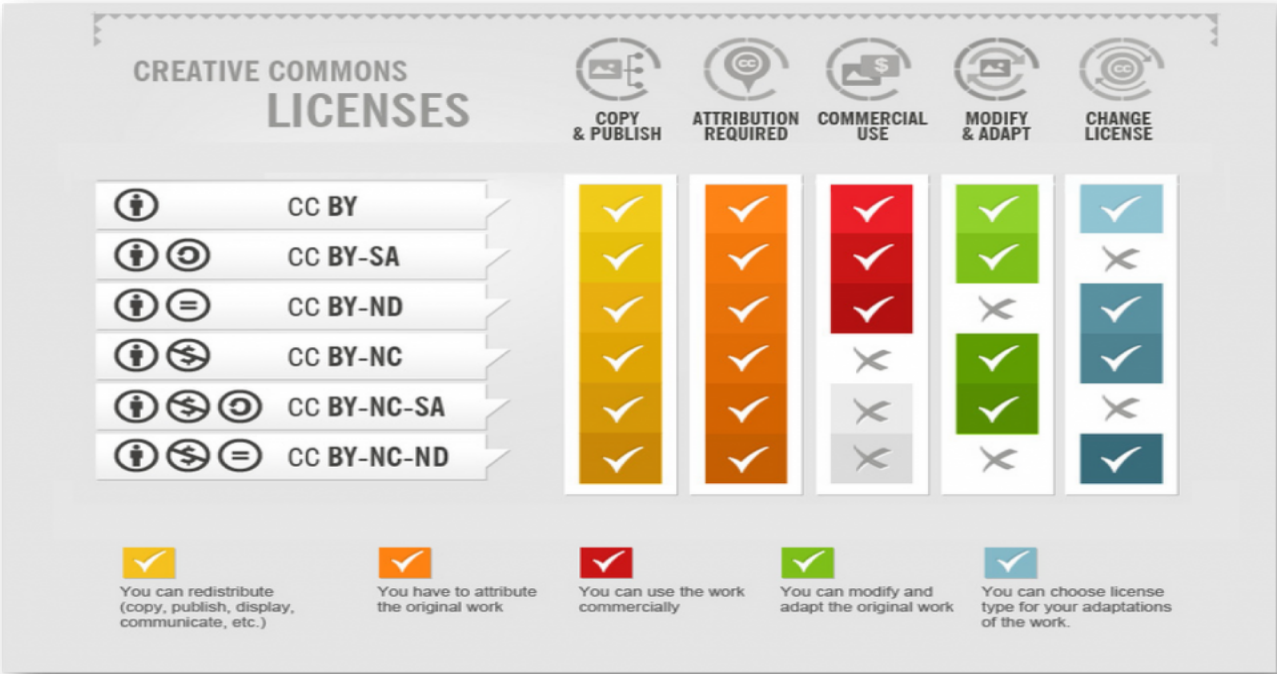 CREATIVE COMMONS
LICENSES
COPY
& PUBLISH
ATTRIBUTION
REQUIRED
COMMERCIAL
USE
MODIFY
& ADAPT
CHANGE
LICENSE
CC BY
CC BY-SA
CC BY-ND
CC BY-NC
CC BY-NC-SA
CC BY-NC-ND
You can redistribute
(copy, publish, display,
communicate, etc.)
You have to attribute
the original work
You can use the work
commercially
You can modify and
adapt the original work
You can choose license
type for your adaptations
of the work.